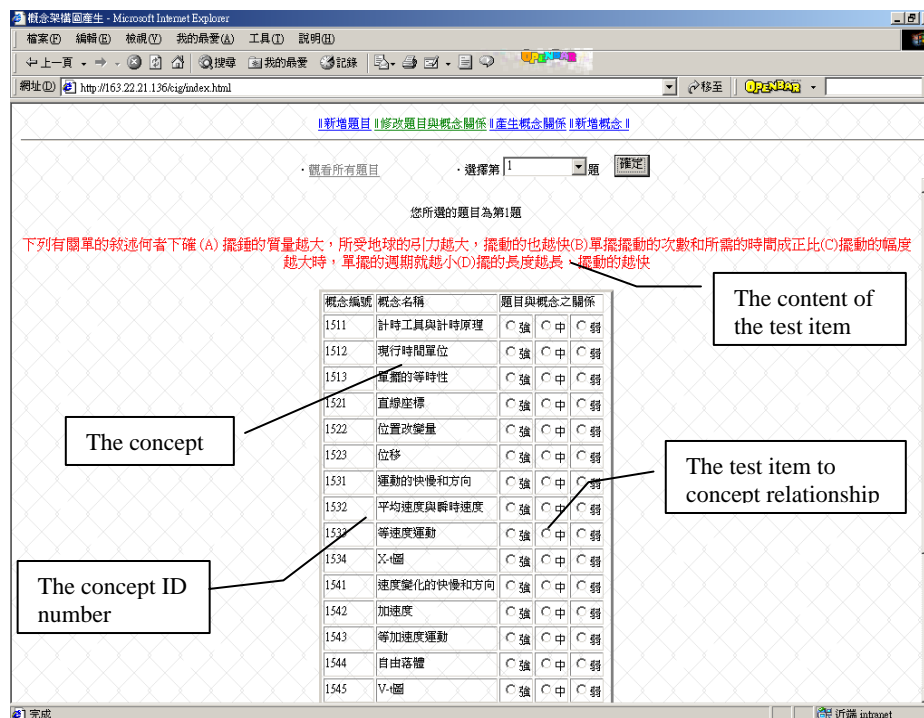 概念架構圖產生 - Microsoft Internet Explorer
檔案(F) 編輯(E) 檢視(V) 我的最愛(A) 工具(T) 說明(H)
上一頁 搜尋 我的最愛 記錄 OPENBAR
網址(D) http://163.22.21.136/cig/index.html 移至 OPENBAR
||新增題目 ||修改題目與概念關係 ||產生概念關係 ||新增概念 ||
·觀看所有題目 ·選擇第 1 題 確定
您所選的題目為第1題
下列有關單的敘述何者下確 (A) 擺錘的質量越大，所受地球的引力越大，擺動的也越快(B)單擺擺動的次數和所需的時間成正比(C)擺動的幅度
越大時，單擺的週期就越小(D)擺的長度越長，擺動的越快
The content of
the test item
概念編號 概念名稱 題目與概念之關係
1511 計時工具與計時原理 強 中 弱
1512 現行時間單位 強 中 弱
1513 單擺的等時性 強 中 弱
1521 直線座標 強 中 弱
1522 位置改變量 強 中 弱
1523 位移 強 中 弱
1531 運動的快慢和方向 強 中 弱
1532 平均速度與瞬時速度 強 中 弱
1533 等速度運動 強 中 弱
1534 X-t圖 強 中 弱
1541 速度變化的快慢和方向 強 中 弱
1542 加速度 強 中 弱
1543 等加速度運動 強 中 弱
1544 自由落體 強 中 弱
1545 V-t圖 強 中 弱
The concept
The test item to
concept relationship
The concept ID
number
完成 近端 intranet